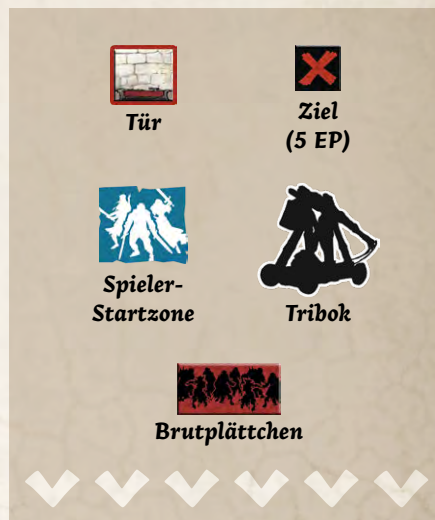 Tür
Ziel
(5 EP)
Spieler-
Startzone
Tribok
Brutplättchen